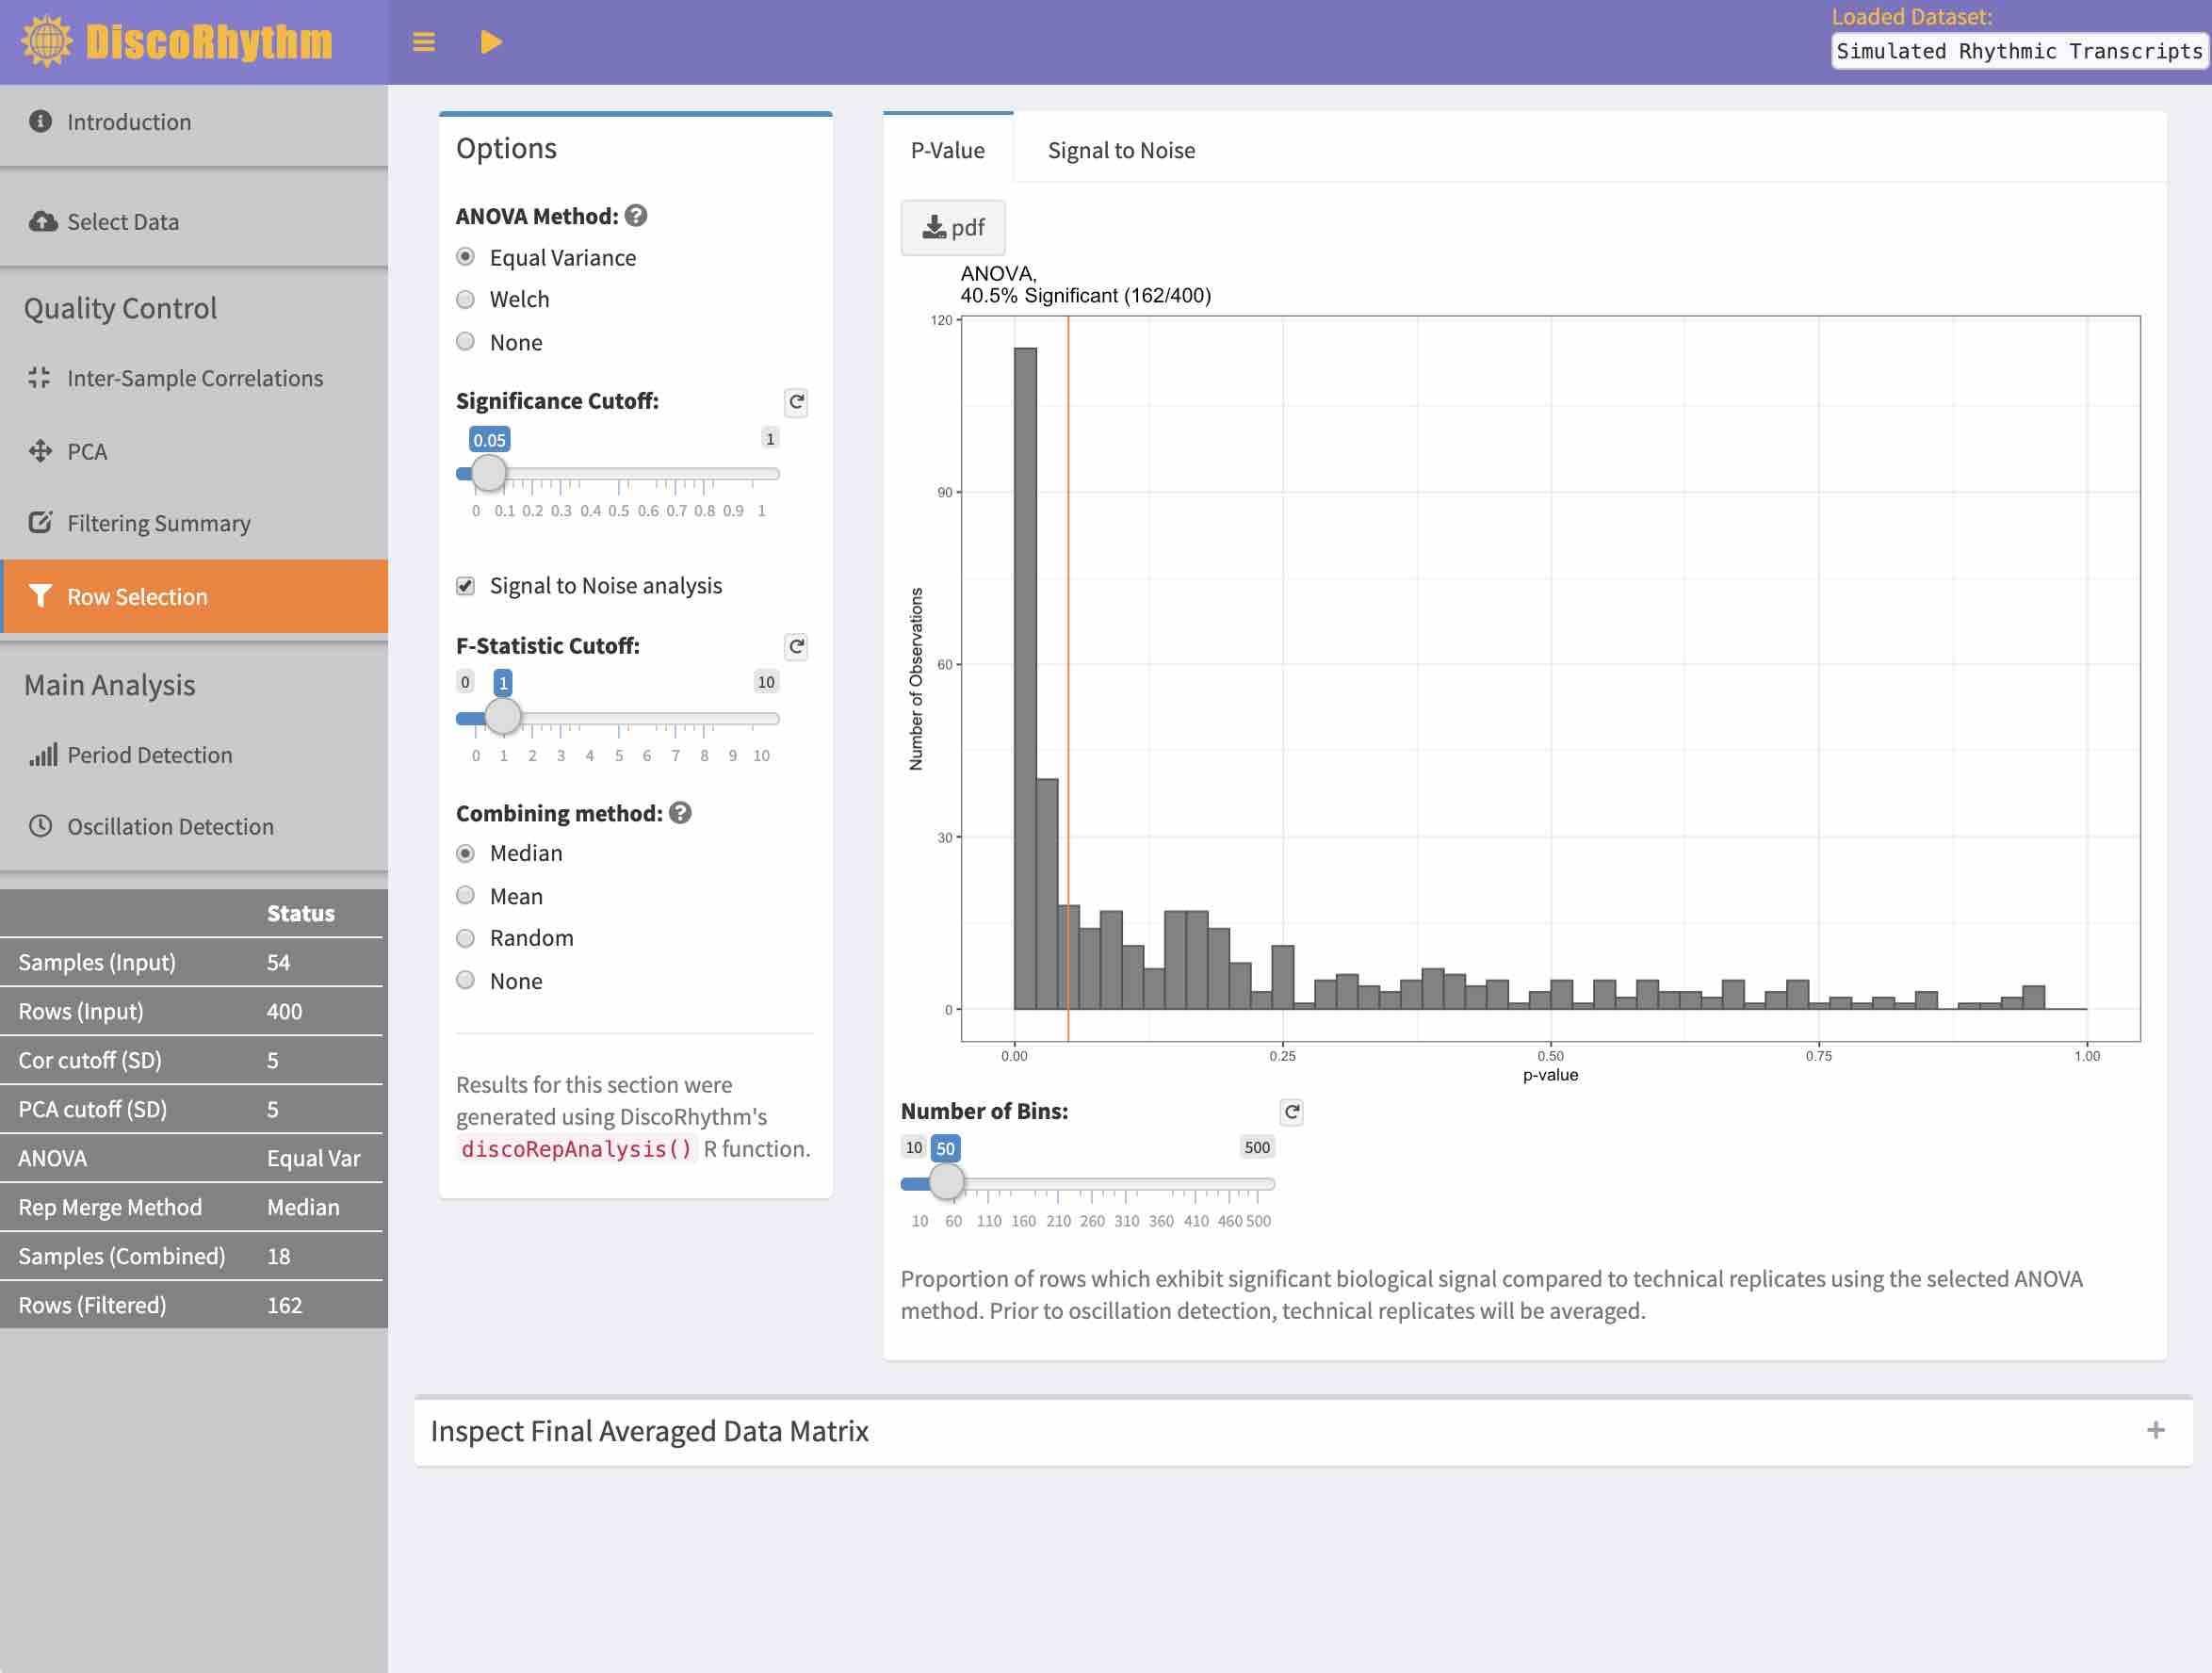 DiscoRhythm
Loaded Dataset:
Simulated Rhythmic Transcripts
Introduction
Select Data
Quality Control
Inter-Sample Correlations
PCA
Filtering Summary
Row Selection
Main Analysis
Period Detection
Oscillation Detection
Status
Samples (Input) 54
Rows (Input) 400
Cor cutoff (SD) 5
PCA cutoff (SD) 5
ANOVA Equal Var
Rep Merge Method Median
Samples (Combined) 18
Rows (Filtered) 162
Options
ANOVA Method:
Equal Variance
Welch
None
Significance Cutoff:
0.05 1
0 0.1 0.2 0.3 0.4 0.5 0.6 0.7 0.8 0.9 1
Signal to Noise analysis
F-Statistic Cutoff:
0 1 10
0 1 2 3 4 5 6 7 8 9 10
Combining method:
Median
Mean
Random
None
Results for this section were
generated using DiscoRhythm's
discoRepAnalysis() R function.
P-Value Signal to Noise
pdf
ANOVA,
40.5% Significant (162/400)
120
90
60
30
0
Number of Observations
0.00 0.25 0.50 0.75 1.00
p-value
Number of Bins:
10 50 500
10 60 110 160 210 260 310 360 410 460 500
Proportion of rows which exhibit significant biological signal compared to technical replicates using the selected ANOVA
method. Prior to oscillation detection, technical replicates will be averaged.
Inspect Final Averaged Data Matrix